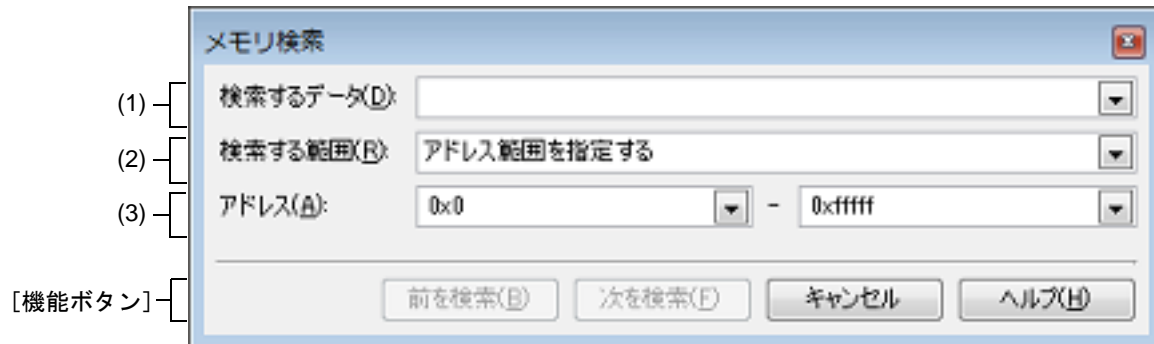 メモリ検索
(1) 検索するデータ(D):
(2) 検索する範囲(R): アドレス範囲を指定する
(3) アドレス(A): 0x0 - 0xfffff
[機能ボタン] 前を検索(B) 次を検索(F) キャンセル ヘルプ(H)